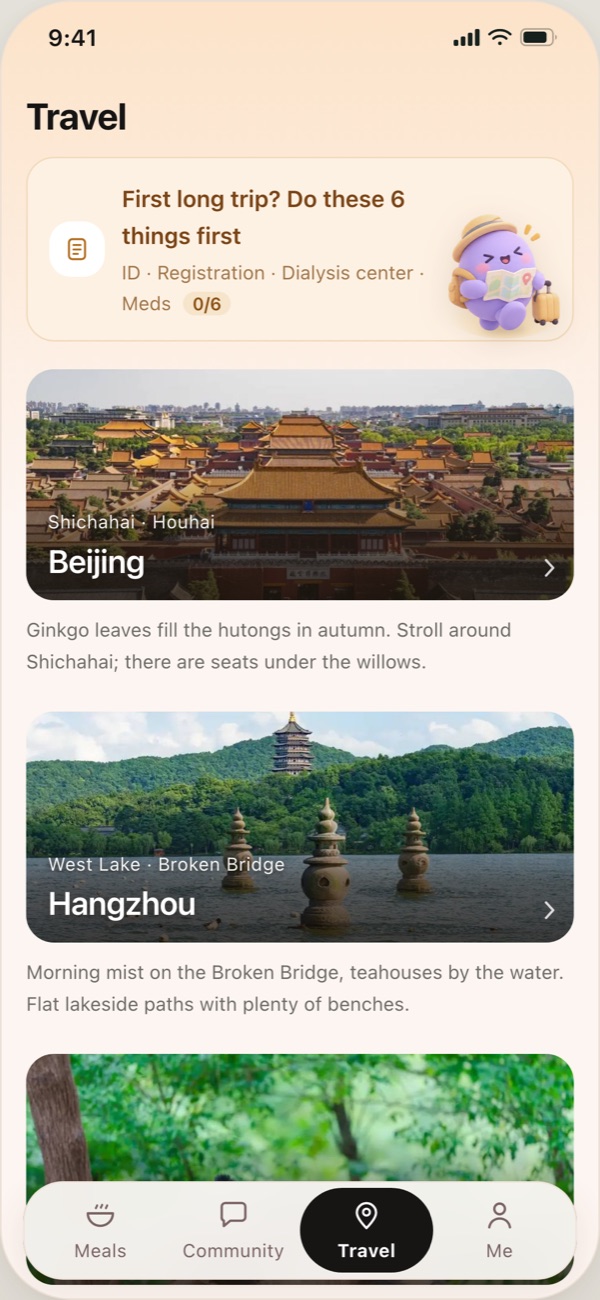 9:41
Travel
First long trip? Do these 6
things first
ID · Registration · Dialysis center ·
Meds 0/6
Shichahai · Houhai
Beijing
Ginkgo leaves fill the hutongs in autumn. Stroll around
Shichahai; there are seats under the willows.
West Lake · Broken Bridge
Hangzhou
Morning mist on the Broken Bridge, teahouses by the water.
Flat lakeside paths with plenty of benches.
Meals
Community
Travel
Me